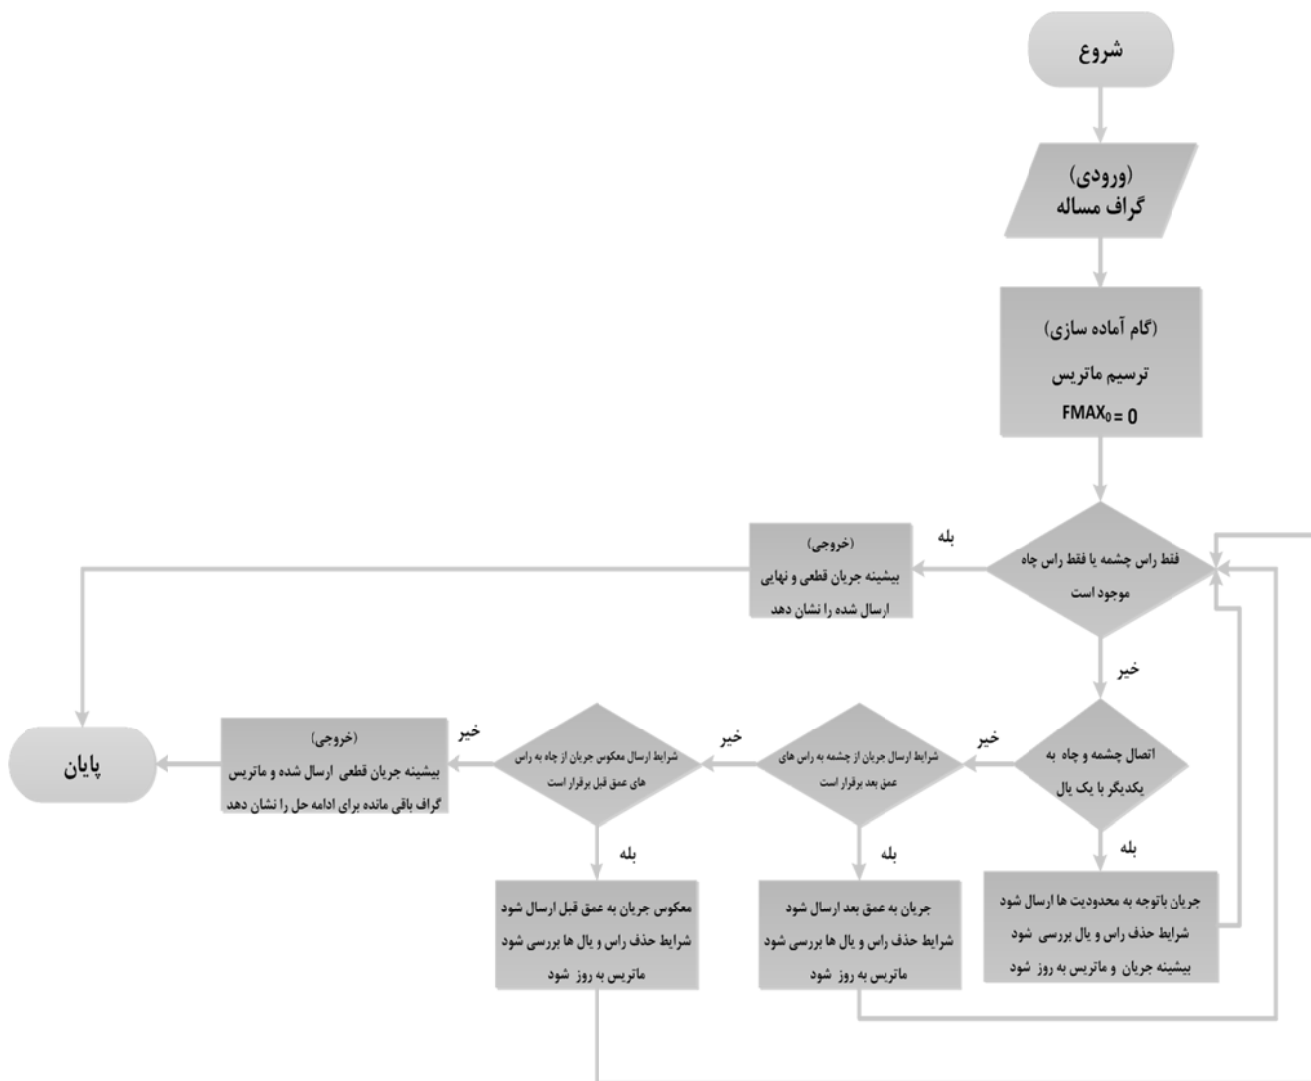 شروع
(ورودی)
گراف مساله
(گام آماده سازی)
ترسیم ماتریس
FMAX₀ = 0
فقط راس چشمه یا فقط راس چاه
موجود است
بله
(خروجی)
بیشینه جریان قطعی و نهایی
ارسال شده را نشان دهد
خیر
اتصال چشمه و چاه به
یکدیگر با یک یال
خیر
شرایط ارسال جریان از چشمه به راس های
عمق بعد برقرار است
خیر
شرایط ارسال معکوس جریان از چاه به راس
های عمق قبل برقرار است
خیر
(خروجی)
بیشینه جریان قطعی ارسال شده و ماتریس
گراف باقی مانده برای ادامه حل را نشان دهد
پایان
بله
جریان باتوجه به محدودیت ها ارسال شود
شرایط حذف راس و یال بررسی شود
بیشینه جریان و ماتریس به روز شود
بله
جریان به عمق بعد ارسال شود
شرایط حذف راس و یال ها بررسی شود
ماتریس به روز شود
بله
معکوس جریان به عمق قبل ارسال شود
شرایط حذف راس و یال ها بررسی شود
ماتریس به روز شود